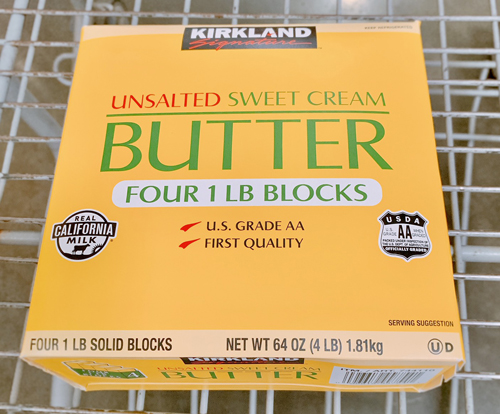 KIRKLAND
Signature
UNSALTED SWEET CREAM
BUTTER
FOUR 1 LB BLOCKS
U.S. GRADE AA
FIRST QUALITY
REAL
CALIFORNIA
MILK
USDA
U.S. GRADE
AA
OFFICIALLY GRADED
SERVING SUGGESTION
FOUR 1 LB SOLID BLOCKS
NET WT 64 OZ (4 LB) 1.81kg
U D
KIRKLAND
UNSALTED SWEET CREAM
BUTTER